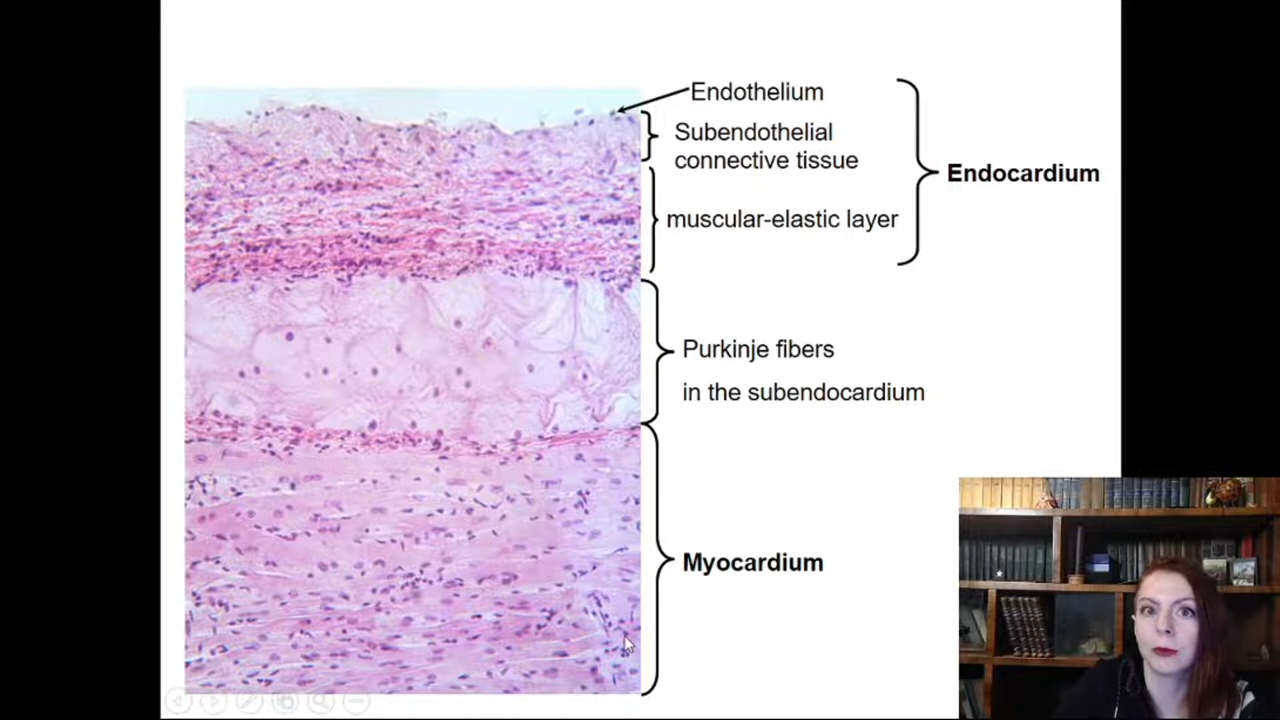 Endothelium
Subendothelial
connective tissue
Endocardium
muscular-elastic layer
Purkinje fibers
in the subendocardium
Myocardium